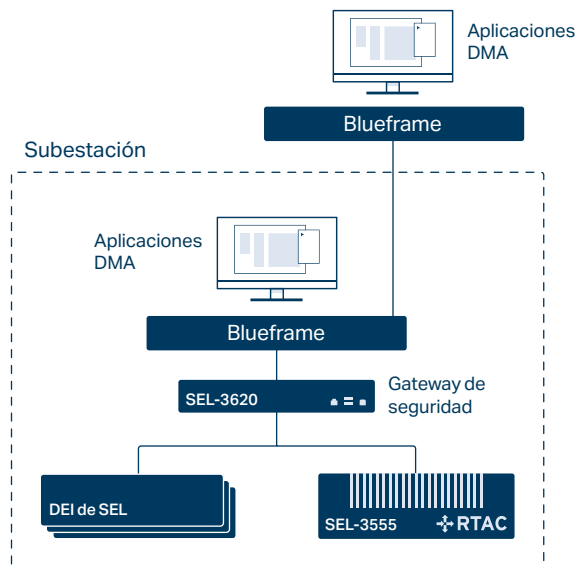 Aplicaciones
DMA
Blueframe
Subestación
Aplicaciones
DMA
Blueframe
SEL-3620
Gateway de
seguridad
DEI de SEL
SEL-3555
RTAC